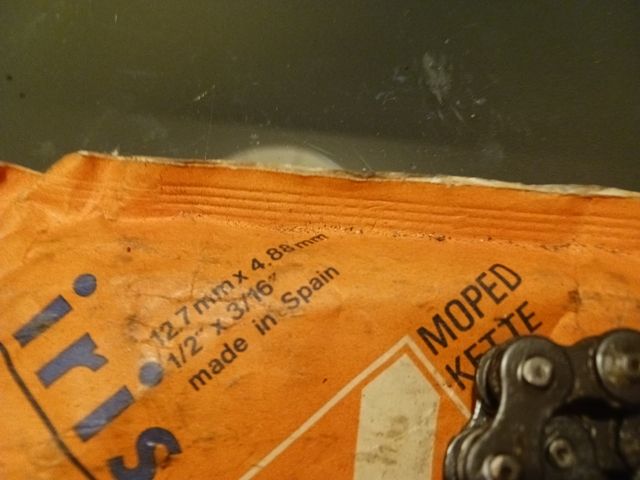 iris
12.7 mm x 4.88 mm
1/2" x 3/16"
made in Spain
MOPED
KETTE